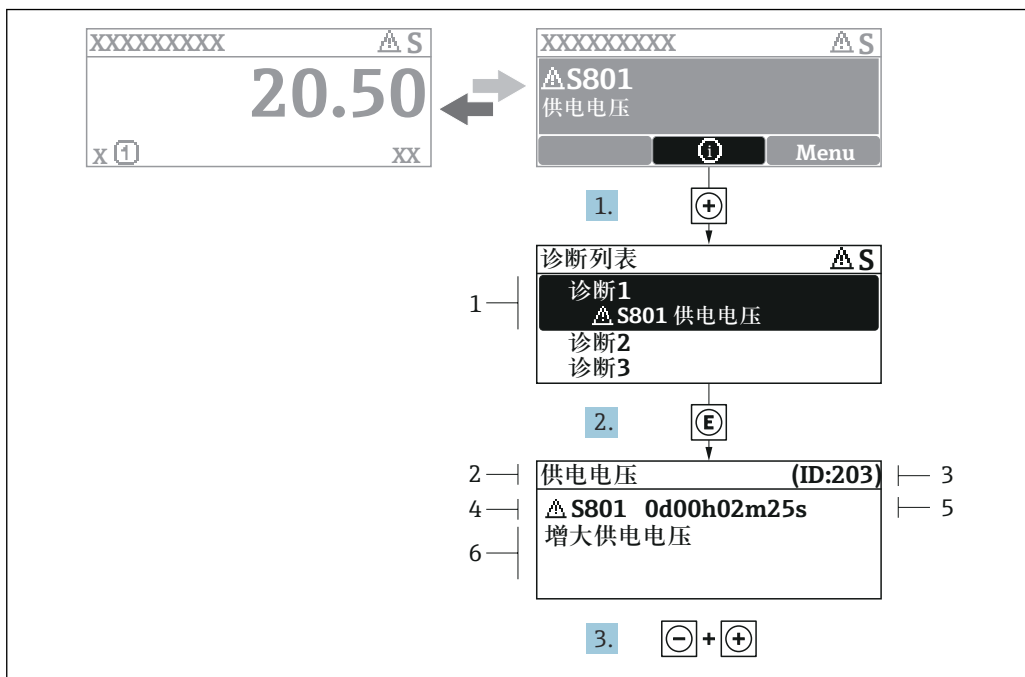 XXXXXXXXX ⚠S
20.50
X ① XX
XXXXXXXXX ⚠S
⚠S801
供电电压
ⓘ Menu
1. +
诊断列表 ⚠S
1
诊断1
⚠S801 供电电压
诊断2
诊断3
2. E
2 供电电压 (ID:203) 3
4 ⚠S801 0d00h02m25s 5
6 增大供电电压
3. - + +